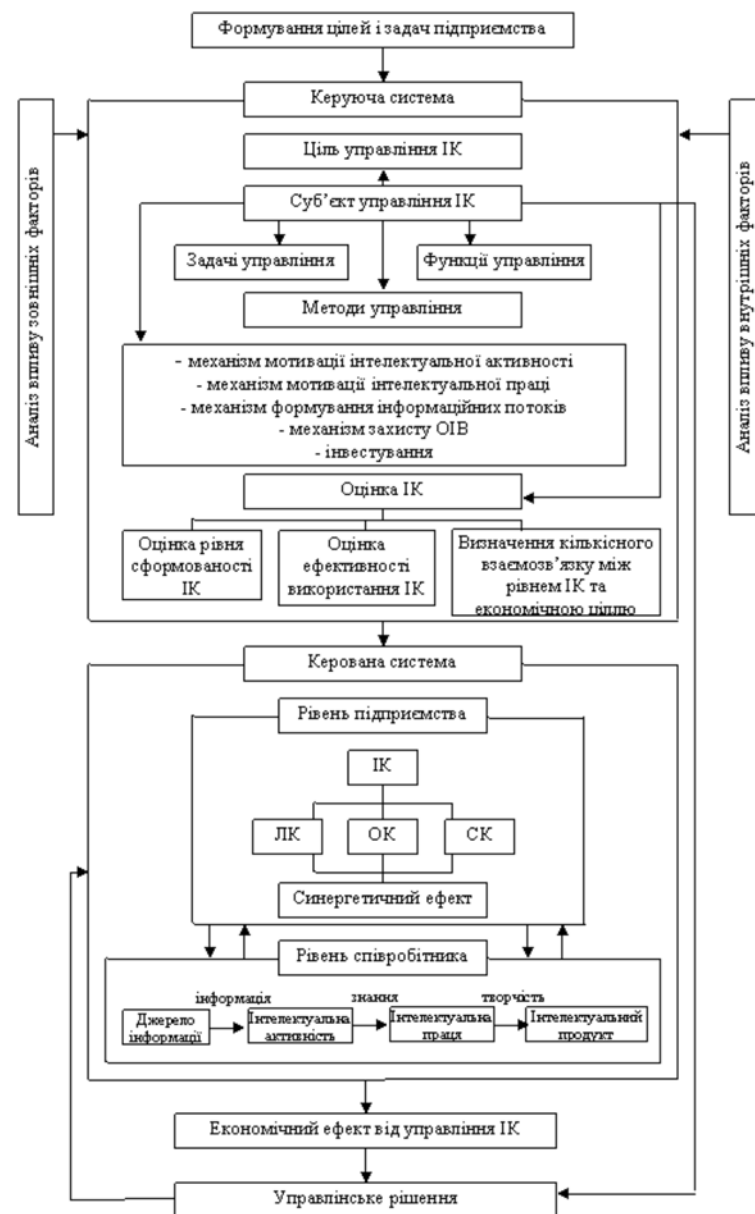 Формування цілей і задач підприємства
Керуюча система
Аналіз впливу зовнішніх факторів
Аналіз впливу внутрішніх факторів
Ціль управління ІК
Суб’єкт управління ІК
Задачі управління
Функції управління
Методи управління
- механізм мотивації інтелектуальної активності
- механізм мотивації інтелектуальної праці
- механізм формування інформаційних потоків
- механізм захисту ОІВ
- інвестування
Оцінка ІК
Оцінка рівня
сформованості
ІК
Оцінка
ефективності
використання ІК
Визначення кількісного
взаємозв’язку між
рівнем ІК та
економічною ціллю
Керована система
Рівень підприємства
ІК
ЛК
ОК
СК
Синергетичний ефект
Рівень співробітника
інформація
знання
творчість
Джерело
інформації
Інтелектуальна
активність
Інтелектуальна
праця
Інтелектуальний
продукт
Економічний ефект від управління ІК
Управлінське рішення